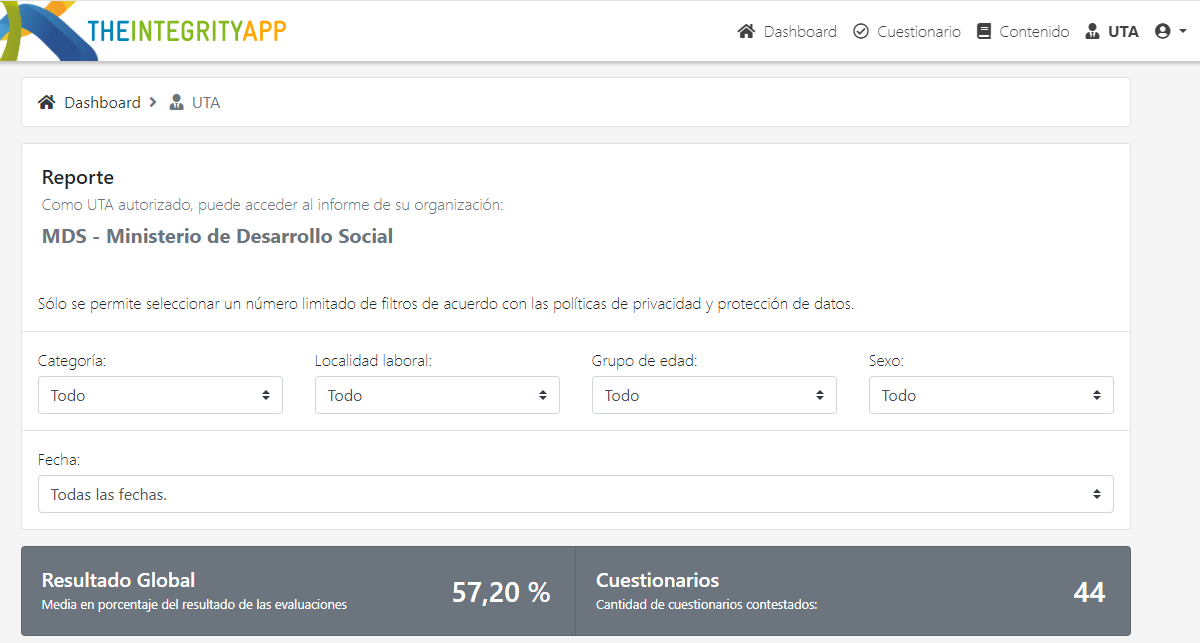 THEINTEGRITYAPP
Dashboard Cuestionario Contenido UTA
Dashboard > UTA
Reporte
Como UTA autorizado, puede acceder al informe de su organización:
MDS - Ministerio de Desarrollo Social
Sólo se permite seleccionar un número limitado de filtros de acuerdo con las políticas de privacidad y protección de datos.
Categoría: Localidad laboral: Grupo de edad: Sexo:
Todo Todo Todo Todo
Fecha:
Todas las fechas.
Resultado Global
Media en porcentaje del resultado de las evaluaciones
57,20 %
Cuestionarios
Cantidad de cuestionarios contestados:
44